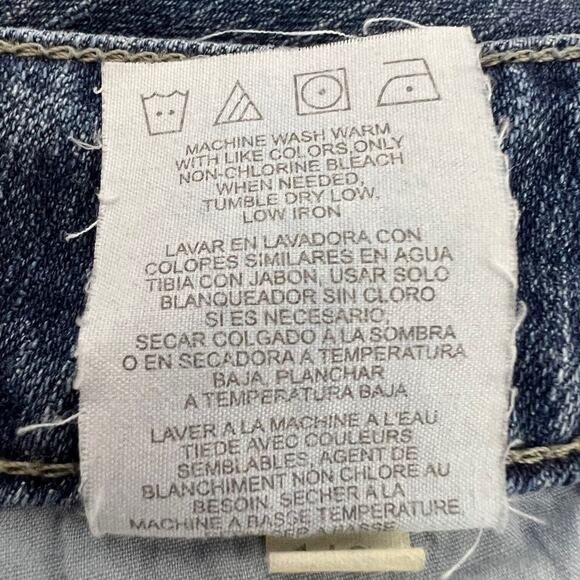 MACHINE WASH WARM
WITH LIKE COLORS,ONLY
NON-CHLORINE BLEACH
WHEN NEEDED,
TUMBLE DRY LOW,
LOW IRON
LAVAR EN LAVADORA CON
COLOPES SIMILARES EN AGUA
TIBIA CON JABON, USAR SOLO
BLANQUEADOR SIN CLORO
SI ES NECESARIO,
SECAR COLGADO A LA SOMBRA
O EN SECADORA A TEMPERATURA
BAJA, PLANCHAR
A TEMPERATURA BAJA
LAVER A LA MACHINE A L'EAU
TIEDE AVEC COULEURS
SEMBLABLES, AGENT DE
BLANCHIMENT NON CHLORE AU
BESOIN, SECHER A LA
MACHINE A BASSE TEMPERATURE,
A BASSE